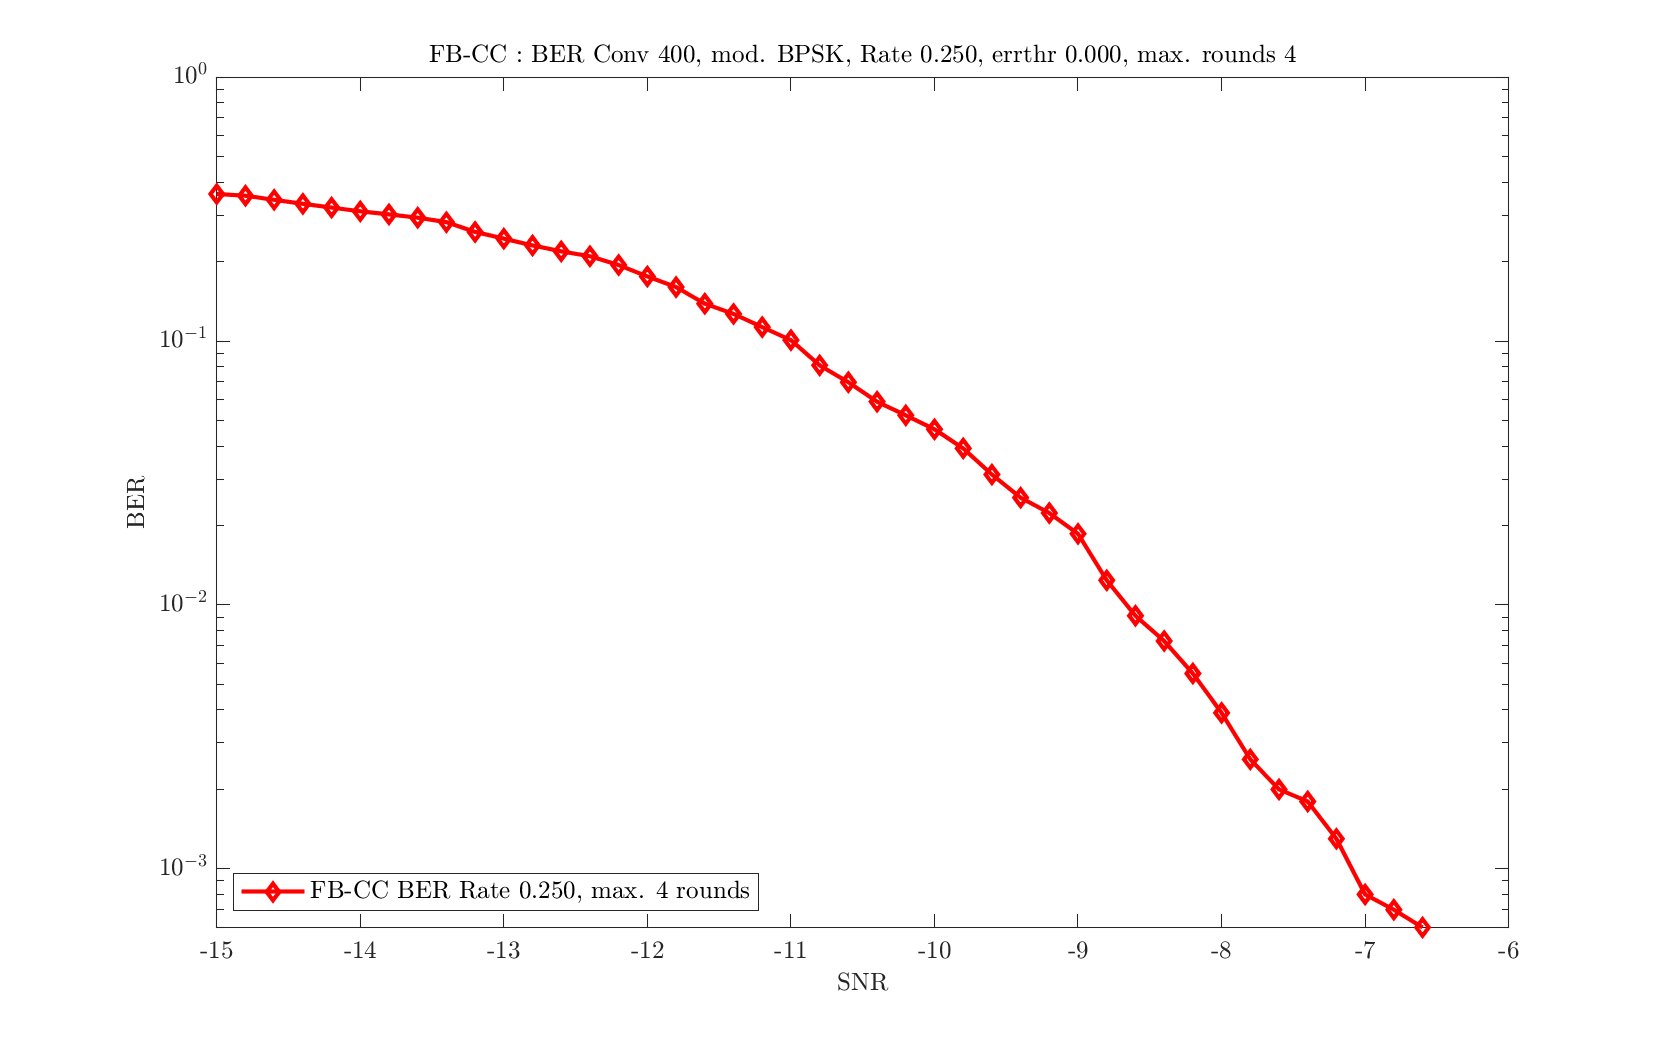 FB-CC : BER Conv 400, mod. BPSK, Rate 0.250, errthr 0.000, max. rounds 4
10^0
10^-1
10^-2
10^-3
BER
FB-CC BER Rate 0.250, max. 4 rounds
-15 -14 -13 -12 -11 -10 -9 -8 -7 -6
SNR